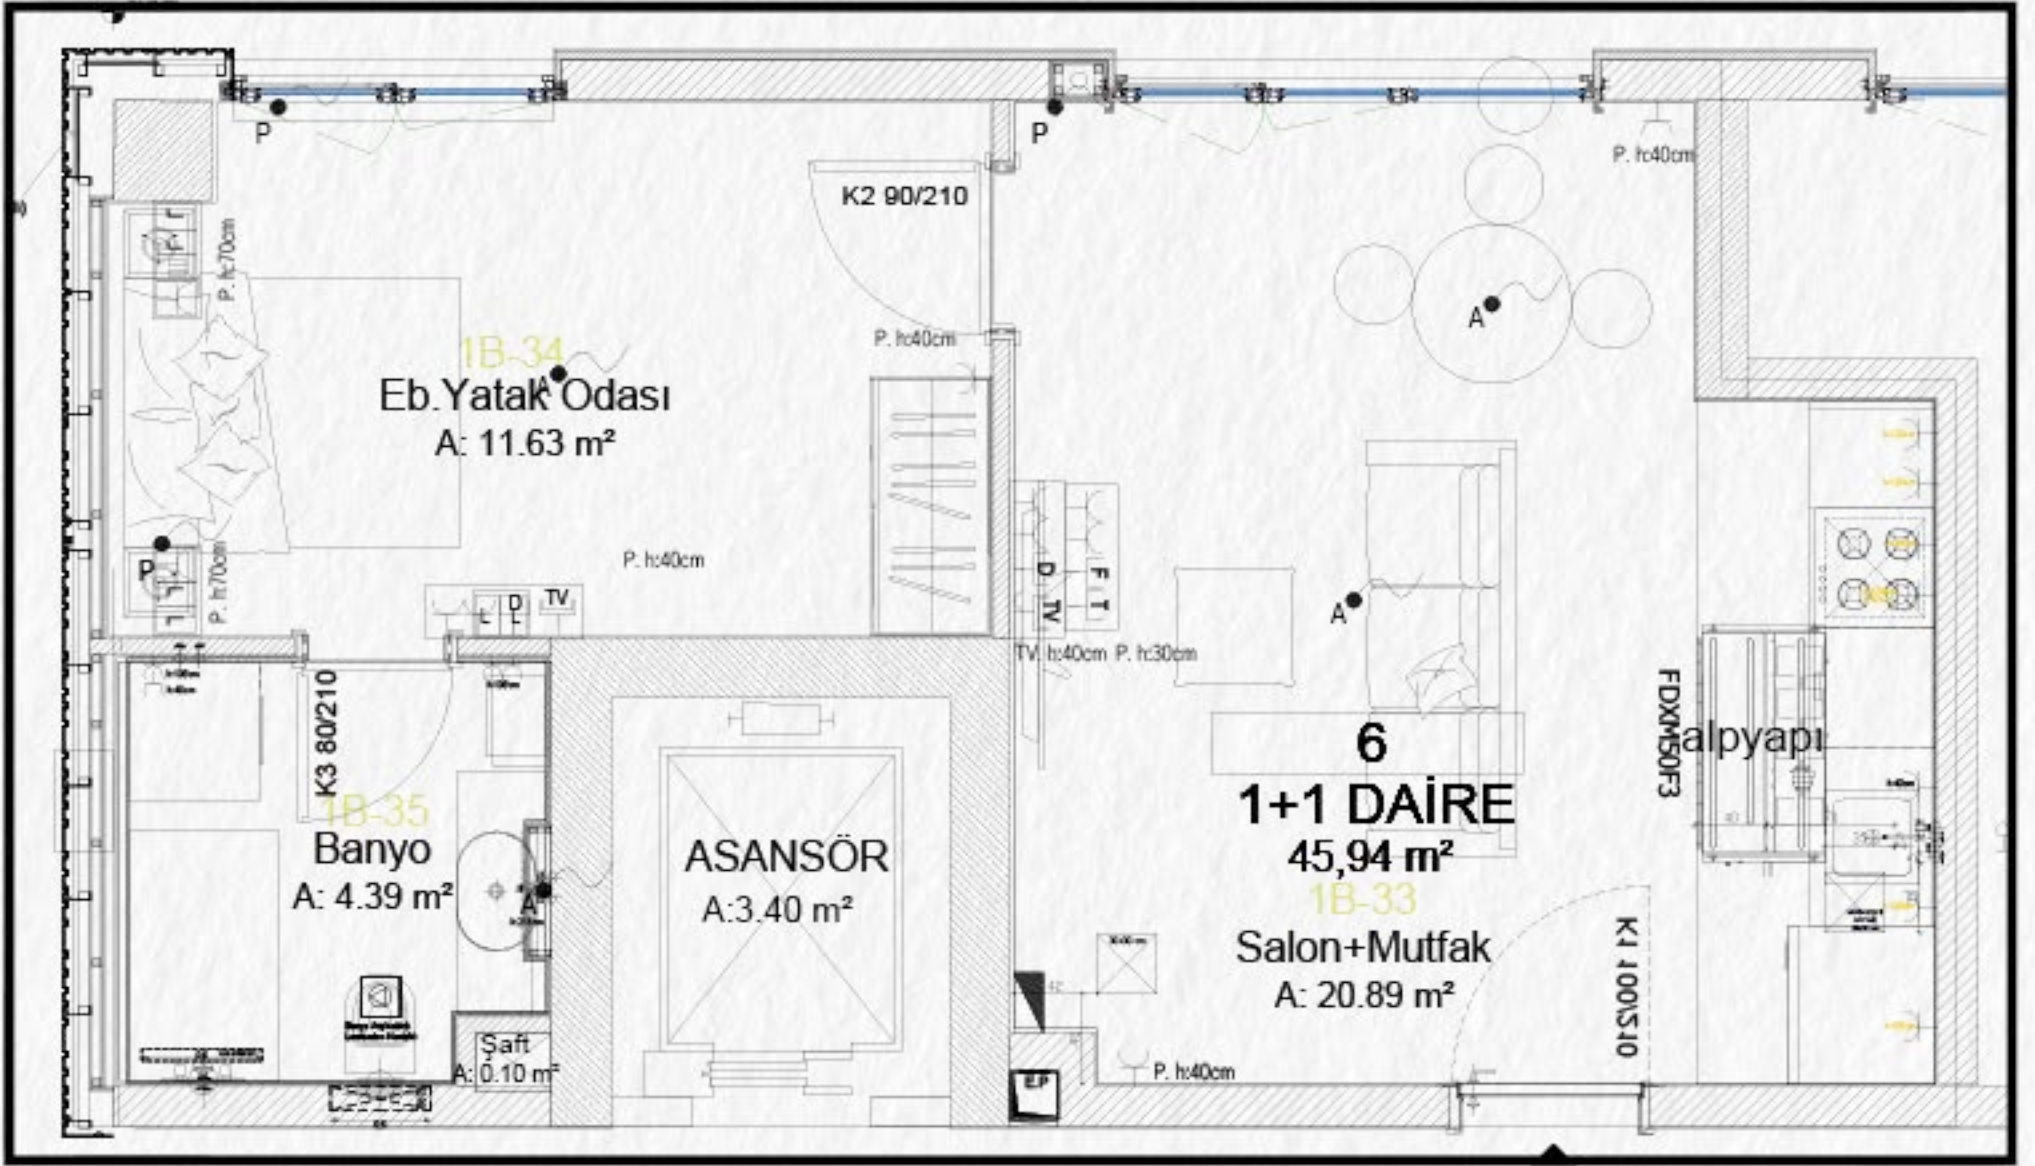 P
P
P. h:40cm
K2 90/210
P. h:70cm
A
P. h:40cm
1B-34
A
Eb.Yatak Odası
A: 11.63 m²
P. h:40cm
P
P. h:70cm
L
D
L
TV
D
TV
F
T
A
TV. h:40cm P. h:30cm
K3 80/210
FDXM50F3
alpyapı
6
1+1 DAİRE
45,94 m²
1B-35
Banyo
A: 4.39 m²
A
ASANSÖR
A:3.40 m²
1B-33
Salon+Mutfak
A: 20.89 m²
K1 100/210
Şaft
A: 0.10 m²
E.P
P. h:40cm